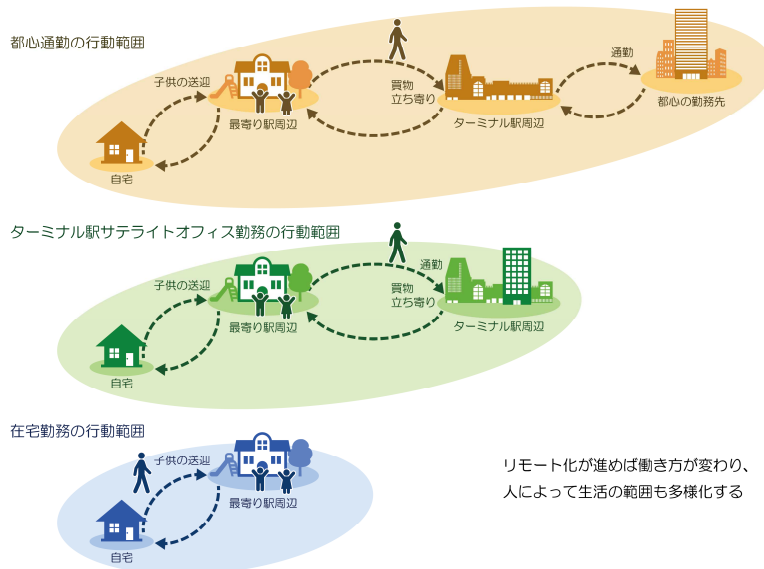 都心通勤の行動範囲
通勤
子供の送迎
買物
立ち寄り
都心の勤務先
最寄り駅周辺
ターミナル駅周辺
自宅
ターミナル駅サテライトオフィス勤務の行動範囲
通勤
子供の送迎
買物
立ち寄り
最寄り駅周辺
ターミナル駅周辺
自宅
在宅勤務の行動範囲
子供の送迎
リモート化が進めば働き方が変わり、
人によって生活の範囲も多様化する
最寄り駅周辺
自宅